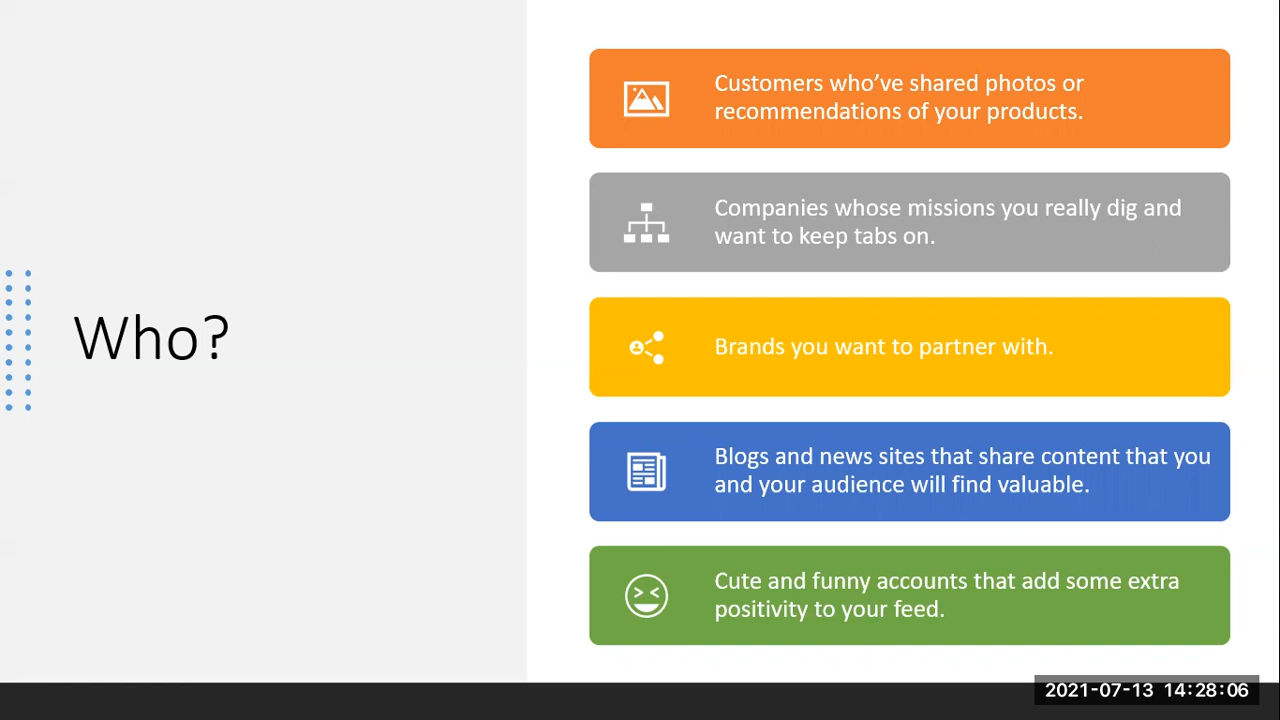 Who?
Customers who’ve shared photos or
recommendations of your products.
Companies whose missions you really dig and
want to keep tabs on.
Brands you want to partner with.
Blogs and news sites that share content that you
and your audience will find valuable.
Cute and funny accounts that add some extra
positivity to your feed.
2021-07-13 14:28:06